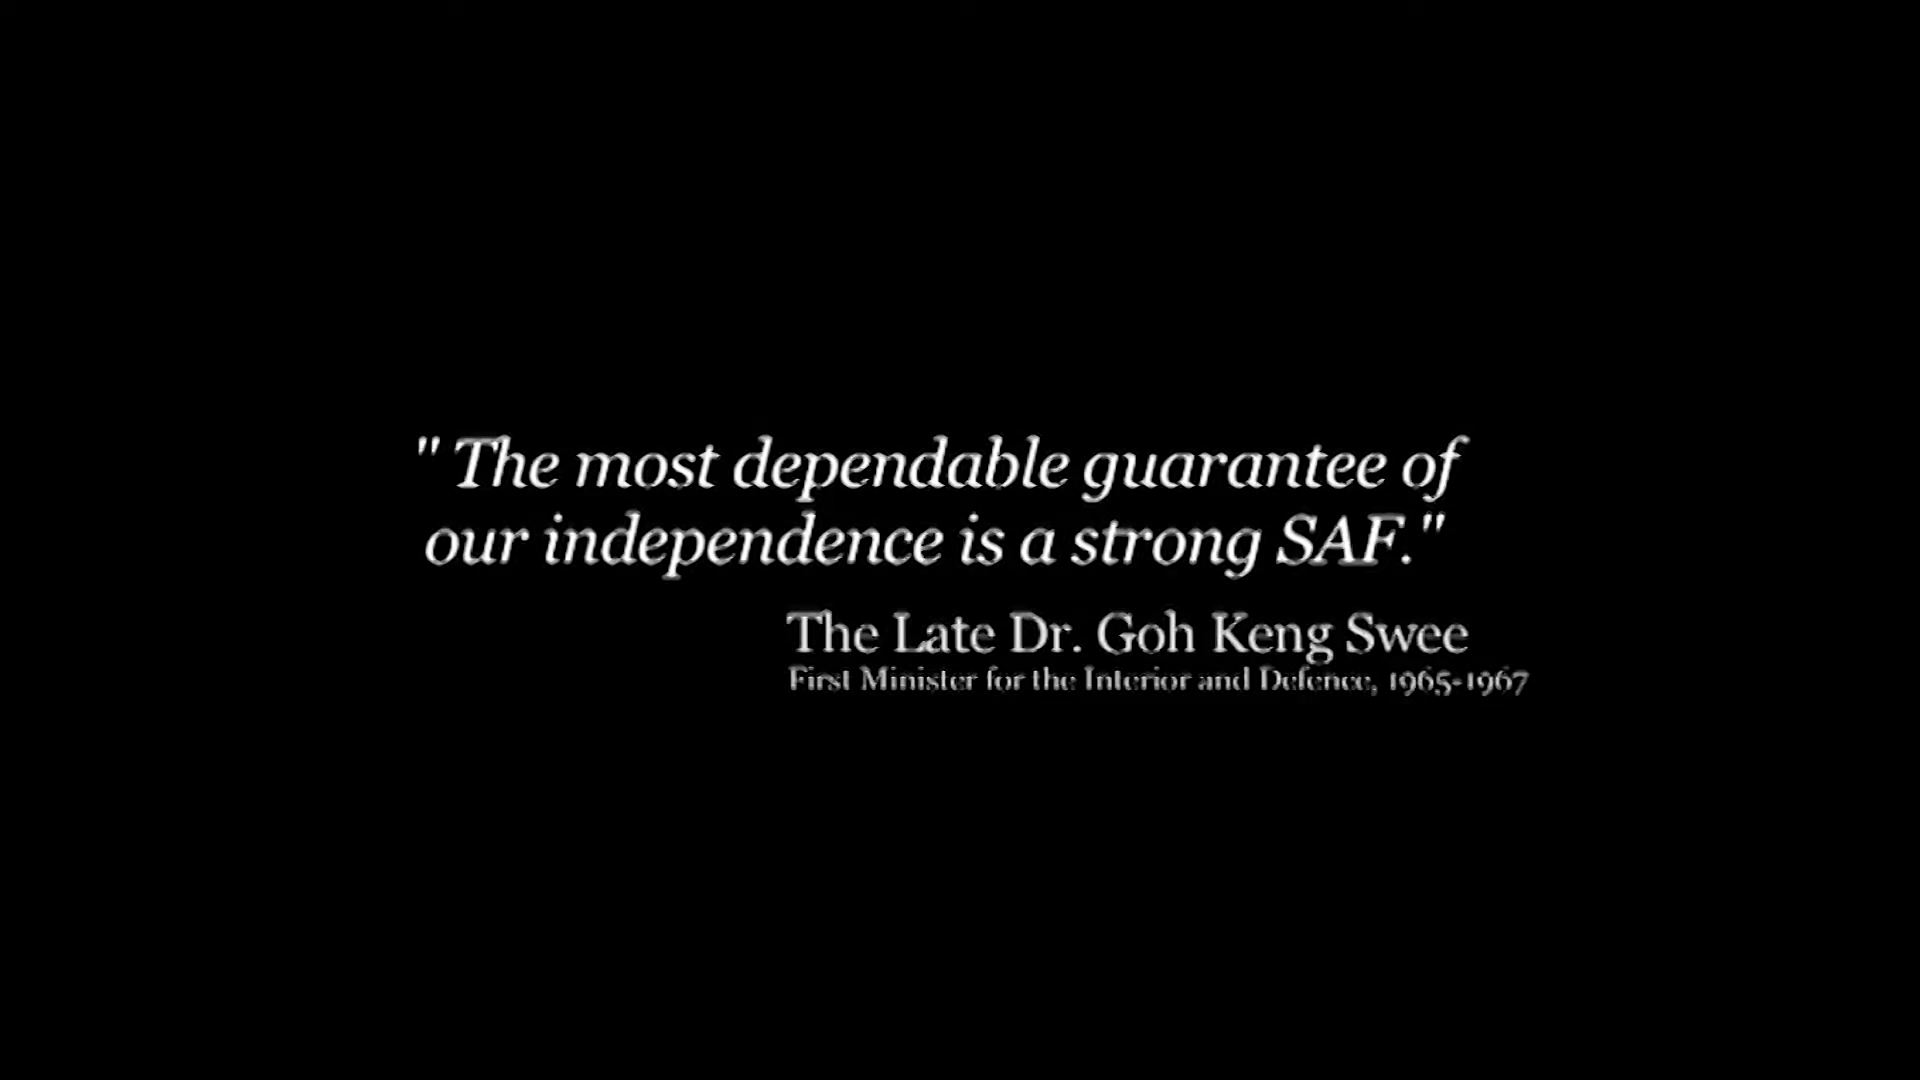 " The most dependable guarantee of
our independence is a strong SAF."
The Late Dr. Goh Keng Swee
First Minister for the Interior and Defence, 1965-1967